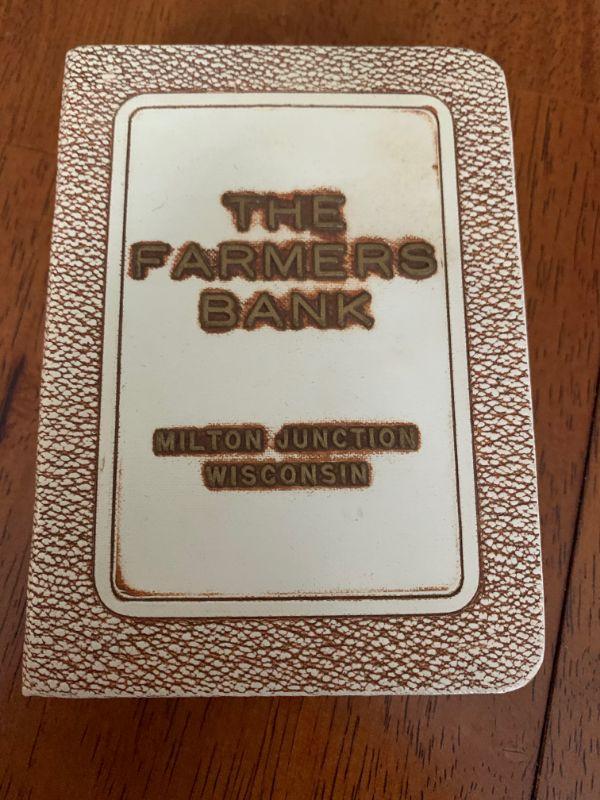 THE
FARMERS
BANK
MILTON JUNCTION
WISCONSIN